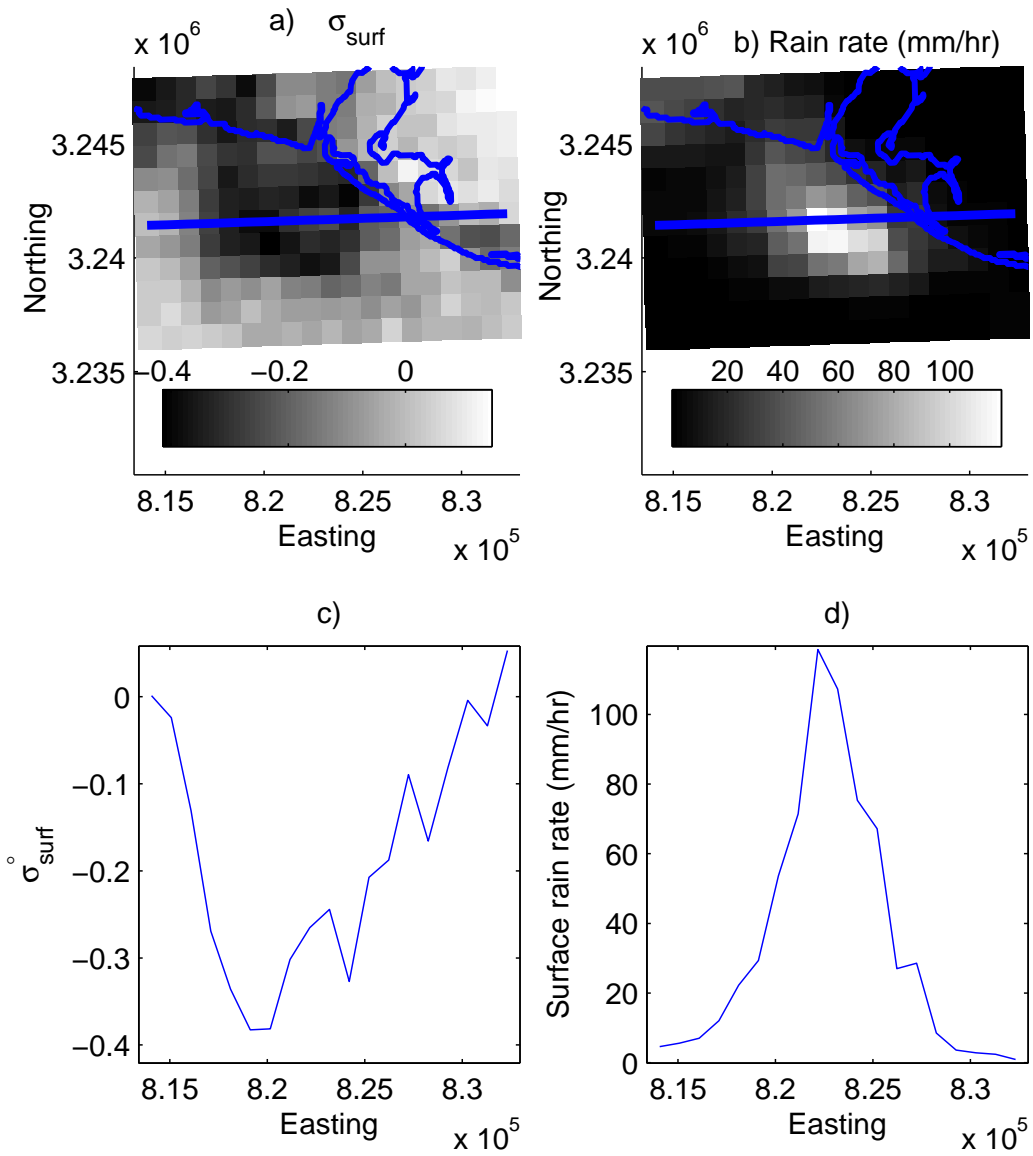 a) σsurf
x 10^6
3.245
3.24
3.235
Northing
−0.4 −0.2 0
8.15 8.2 8.25 8.3
Easting
x 10^5
b) Rain rate (mm/hr)
x 10^6
3.245
3.24
3.235
Northing
20 40 60 80 100
8.15 8.2 8.25 8.3
Easting
x 10^5
c)
0
−0.1
−0.2
−0.3
−0.4
σ°surf
8.15 8.2 8.25 8.3
Easting
x 10^5
d)
100
80
60
40
20
0
Surface rain rate (mm/hr)
8.15 8.2 8.25 8.3
Easting
x 10^5